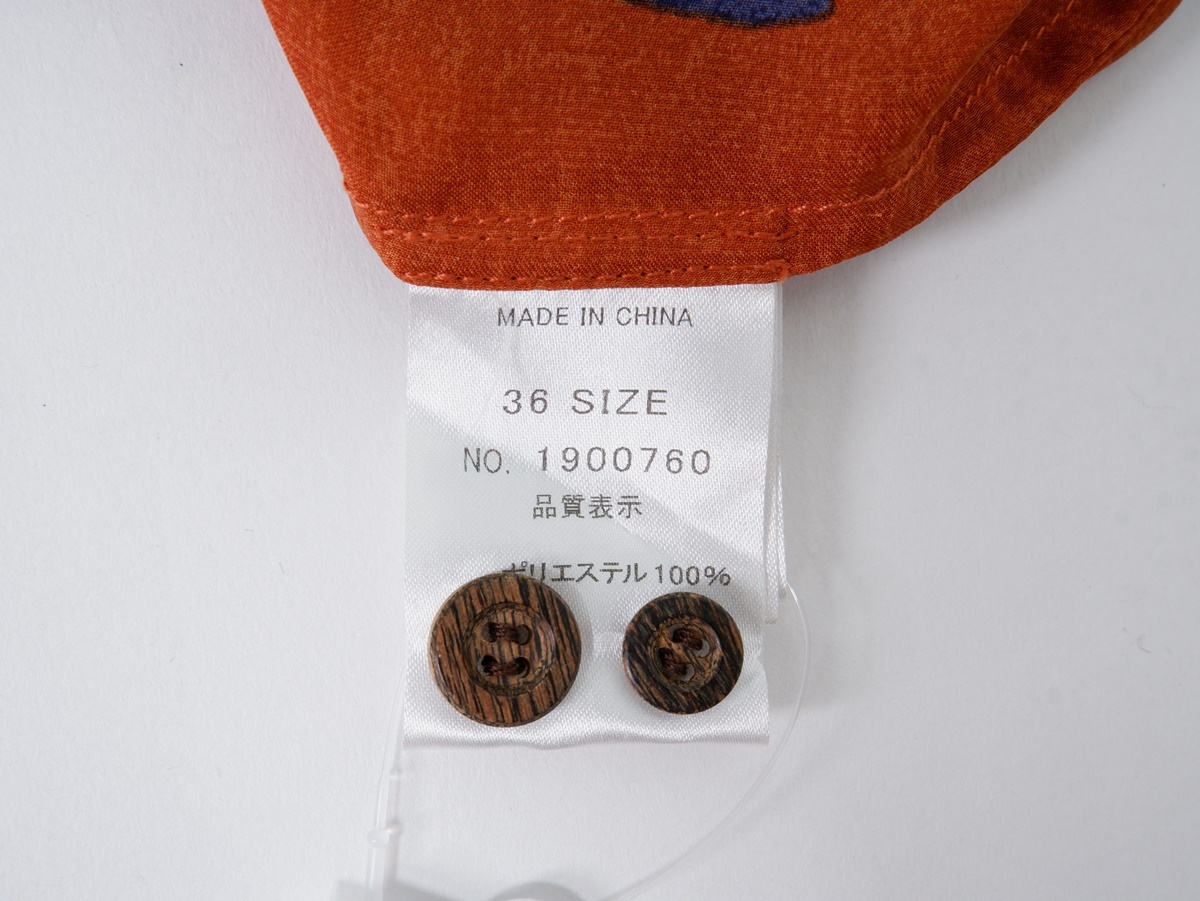 MADE IN CHINA
36 SIZE
NO. 1900760
品質表示
ポリエステル100%